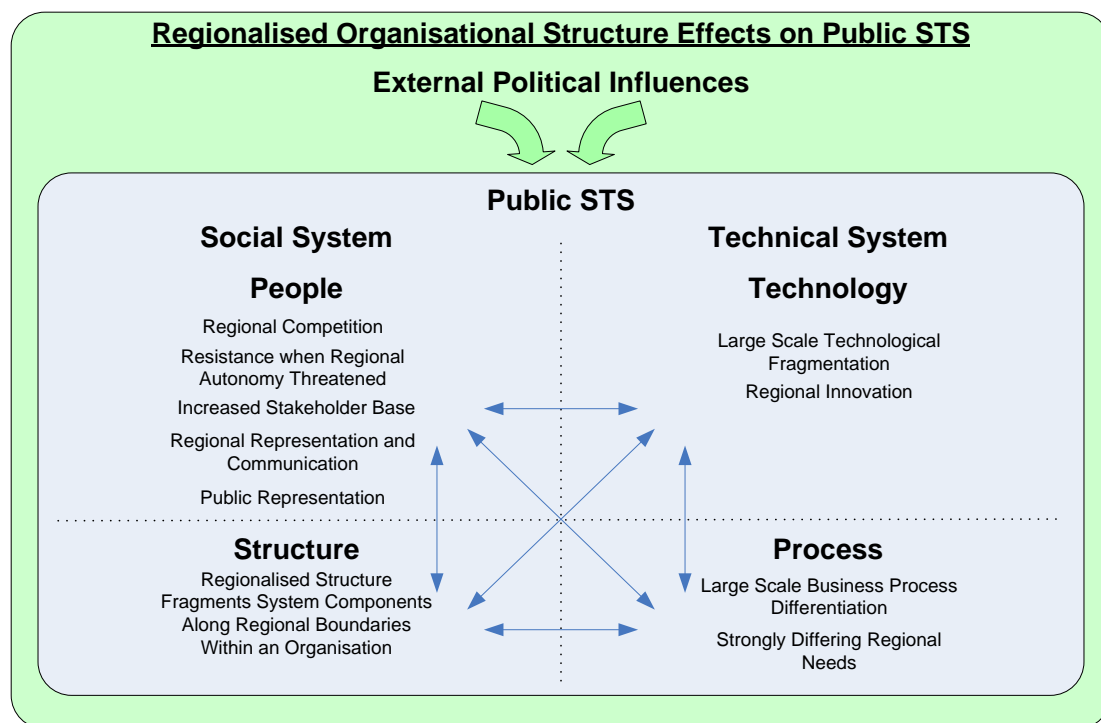 Regionalised Organisational Structure Effects on Public STS
External Political Influences
Public STS
Social System
Technical System
People
Regional Competition
Resistance when Regional
Autonomy Threatened
Increased Stakeholder Base
Regional Representation and
Communication
Public Representation
Technology
Large Scale Technological
Fragmentation
Regional Innovation
Structure
Regionalised Structure
Fragments System Components
Along Regional Boundaries
Within an Organisation
Process
Large Scale Business Process
Differentiation
Strongly Differing Regional
Needs